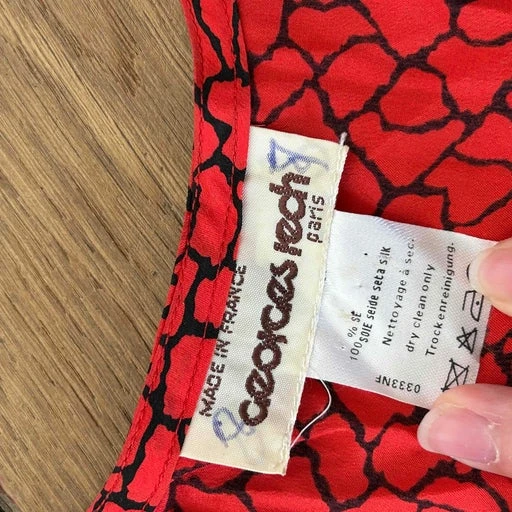 MADE IN FRANCE
Georges Rech
paris
% SE
100 SOIE seide seta silk
Nettoyage à sec.
dry clean only
Trockenreinigung.
0333NF